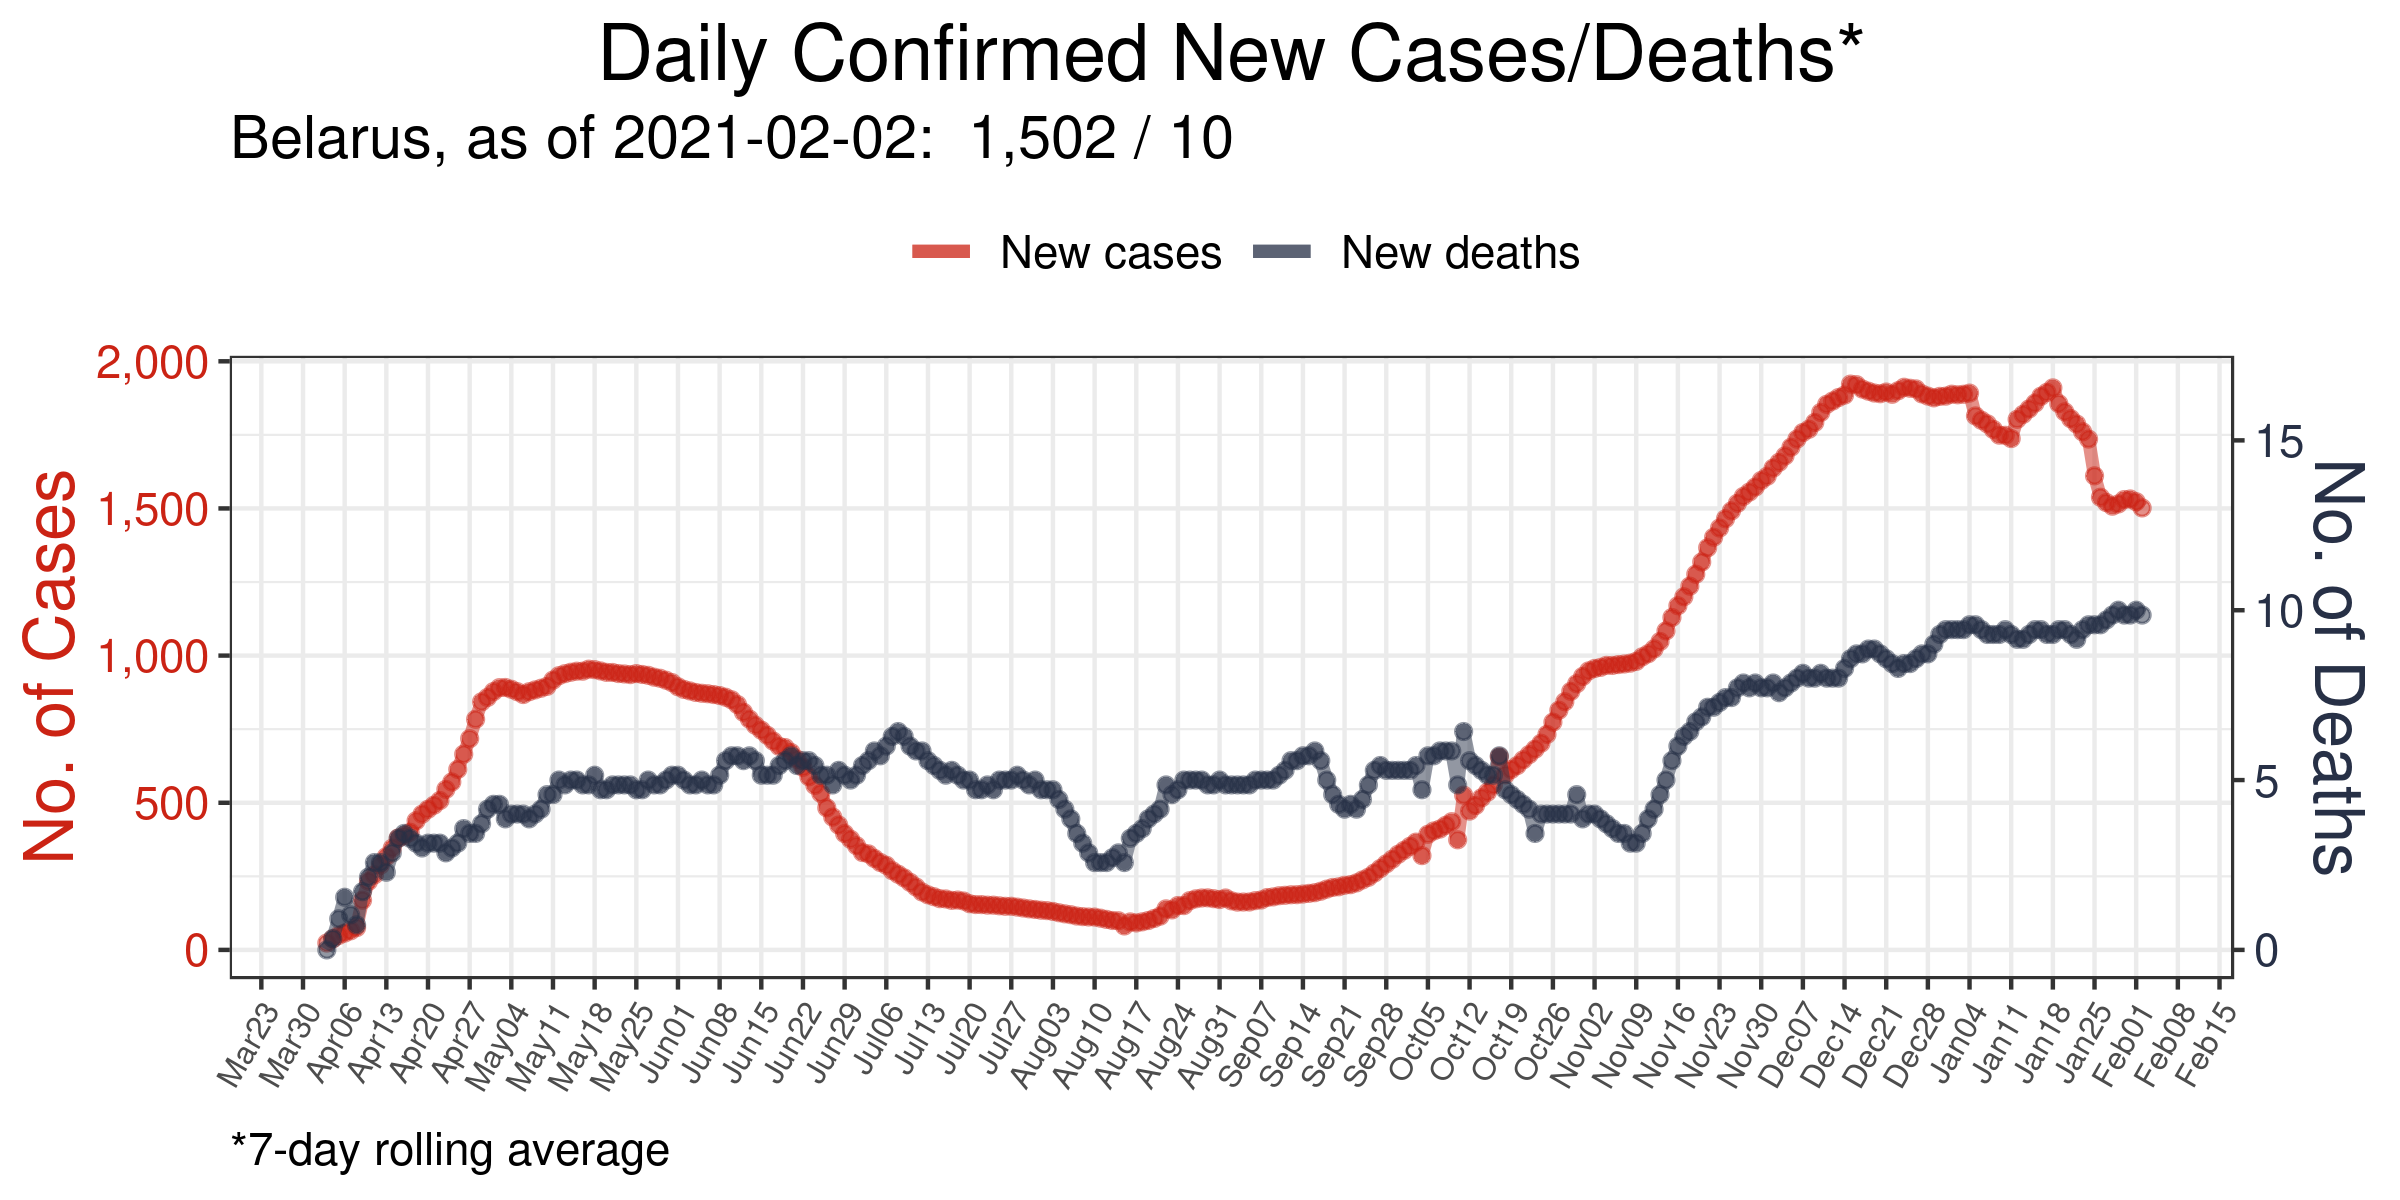 Daily Confirmed New Cases/Deaths*
Belarus, as of 2021-02-02:  1,502 / 10
New cases New deaths
No. of Cases
2,000
1,500
1,000
500
0
15
10
5
0
No. of Deaths
Mar23 Mar30 Apr06 Apr13 Apr20 Apr27 May04 May11 May18 May25 Jun01 Jun08 Jun15 Jun22 Jun29 Jul06 Jul13 Jul20 Jul27 Aug03 Aug10 Aug17 Aug24 Aug31 Sep07 Sep14 Sep21 Sep28 Oct05 Oct12 Oct19 Oct26 Nov02 Nov09 Nov16 Nov23 Nov30 Dec07 Dec14 Dec21 Dec28 Jan04 Jan11 Jan18 Jan25 Feb01 Feb08 Feb15
*7-day rolling average